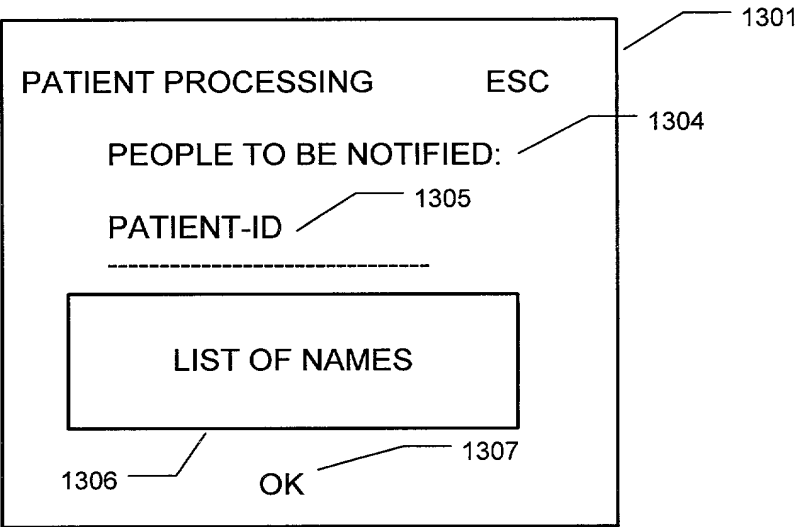 1301
PATIENT PROCESSING ESC
1304
PEOPLE TO BE NOTIFIED:
1305
PATIENT-ID
-------------------------------
LIST OF NAMES
1306
1307
OK